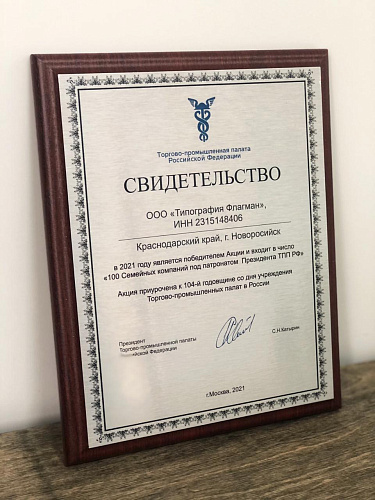 Торгово-промышленная палата
Российской Федерации
СВИДЕТЕЛЬСТВО
ООО «Типография Флагман»,
ИНН 2315148406
Краснодарский край, г. Новороссийск
в 2021 году является победителем Акции и входит в число
«100 Семейных компаний под патронатом Президента ТПП РФ»
Акция приурочена к 104-й годовщине со дня учреждения
Торгово-промышленных палат в России
Президент
Торгово-промышленной палаты
Российской Федерации
С.Н.Катырин
г.Москва, 2021